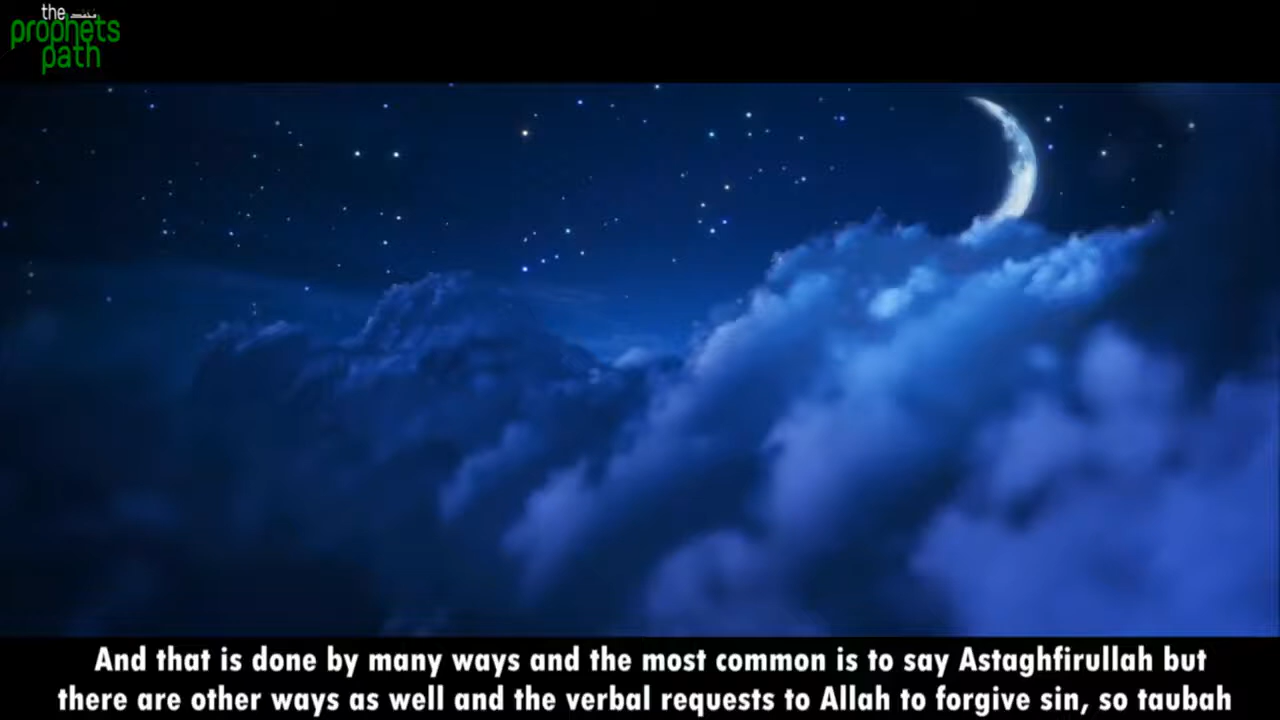 the
prophets
path
And that is done by many ways and the most common is to say Astaghfirullah but
there are other ways as well and the verbal requests to Allah to forgive sin, so taubah